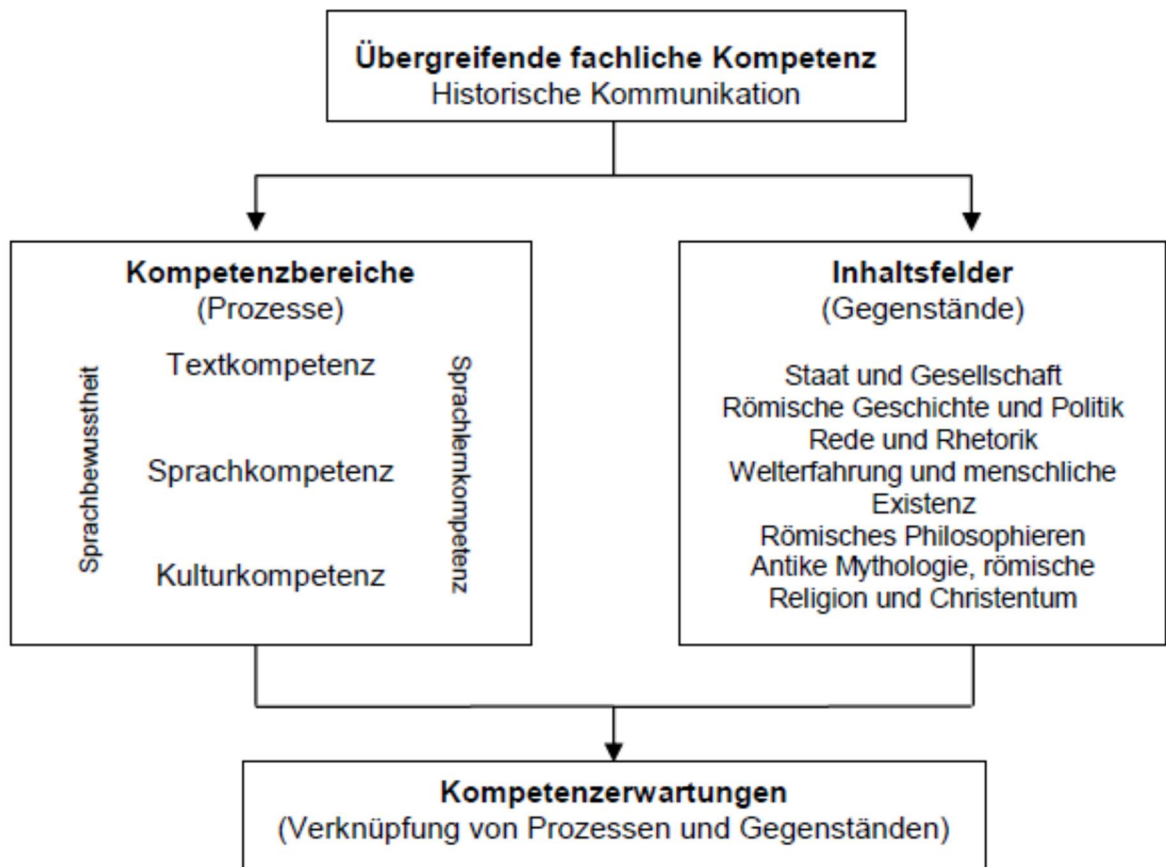 Übergreifende fachliche Kompetenz
Historische Kommunikation
Kompetenzbereiche
(Prozesse)
Sprachbewusstheit
Textkompetenz
Sprachkompetenz
Kulturkompetenz
Sprachlernkompetenz
Inhaltsfelder
(Gegenstände)
Staat und Gesellschaft
Römische Geschichte und Politik
Rede und Rhetorik
Welterfahrung und menschliche
Existenz
Römisches Philosophieren
Antike Mythologie, römische
Religion und Christentum
Kompetenzerwartungen
(Verknüpfung von Prozessen und Gegenständen)